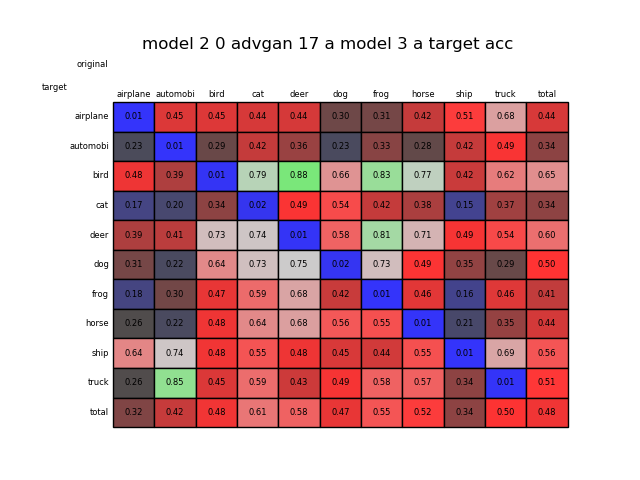 model 2 0 advgan 17 a model 3 a target acc
original
target
airplane automobi bird cat deer dog frog horse ship truck total
airplane 0.01 0.45 0.45 0.44 0.44 0.30 0.31 0.42 0.51 0.68 0.44
automobi 0.23 0.01 0.29 0.42 0.36 0.23 0.33 0.28 0.42 0.49 0.34
bird 0.48 0.39 0.01 0.79 0.88 0.66 0.83 0.77 0.42 0.62 0.65
cat 0.17 0.20 0.34 0.02 0.49 0.54 0.42 0.38 0.15 0.37 0.34
deer 0.39 0.41 0.73 0.74 0.01 0.58 0.81 0.71 0.49 0.54 0.60
dog 0.31 0.22 0.64 0.73 0.75 0.02 0.73 0.49 0.35 0.29 0.50
frog 0.18 0.30 0.47 0.59 0.68 0.42 0.01 0.46 0.16 0.46 0.41
horse 0.26 0.22 0.48 0.64 0.68 0.56 0.55 0.01 0.21 0.35 0.44
ship 0.64 0.74 0.48 0.55 0.48 0.45 0.44 0.55 0.01 0.69 0.56
truck 0.26 0.85 0.45 0.59 0.43 0.49 0.58 0.57 0.34 0.01 0.51
total 0.32 0.42 0.48 0.61 0.58 0.47 0.55 0.52 0.34 0.50 0.48